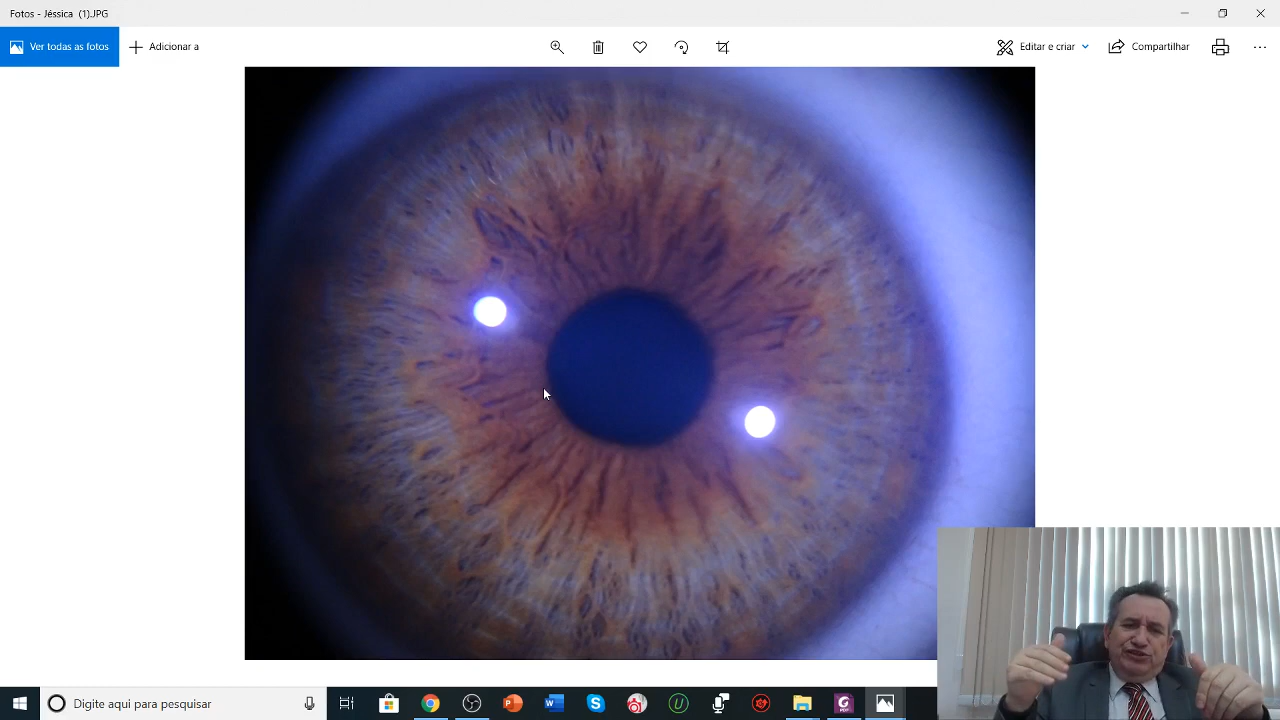 Fotos - Jéssica (1).JPG
Ver todas as fotos
Adicionar a
Editar e criar
Compartilhar
Digite aqui para pesquisar